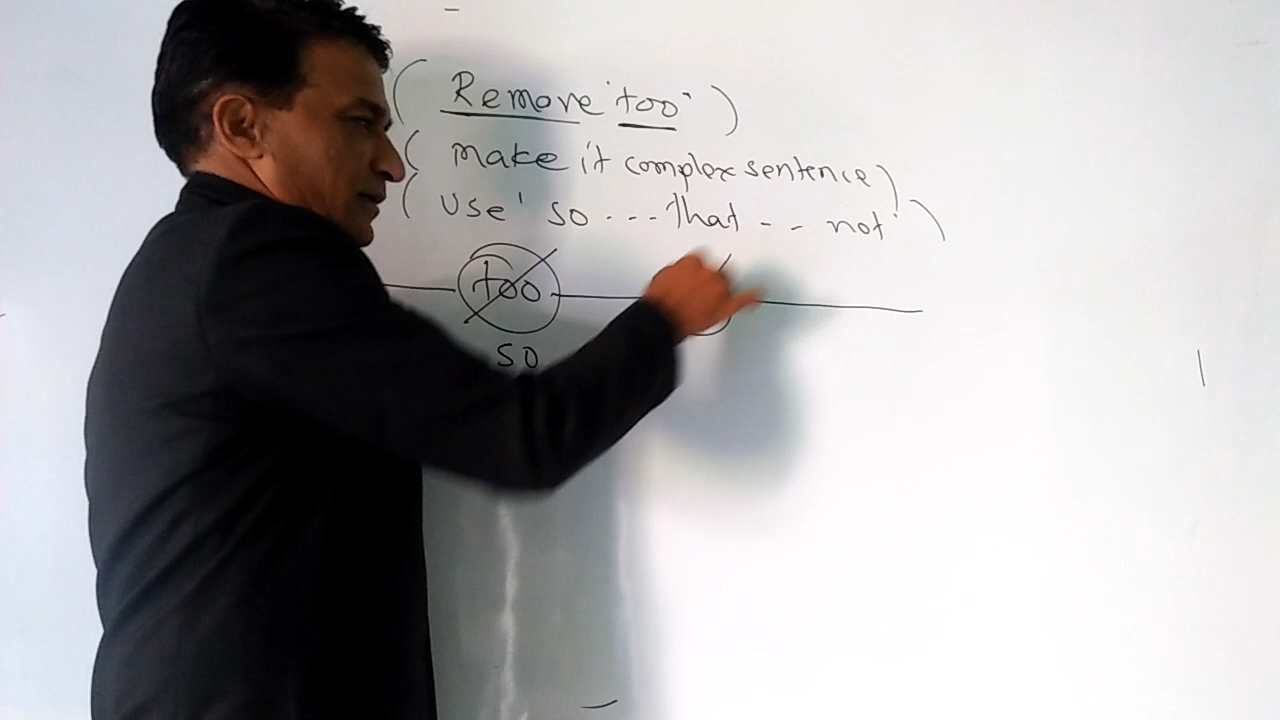 ( Remove 'too' )
( make it complex sentence )
( use 'so ... that - - not' )
too
so